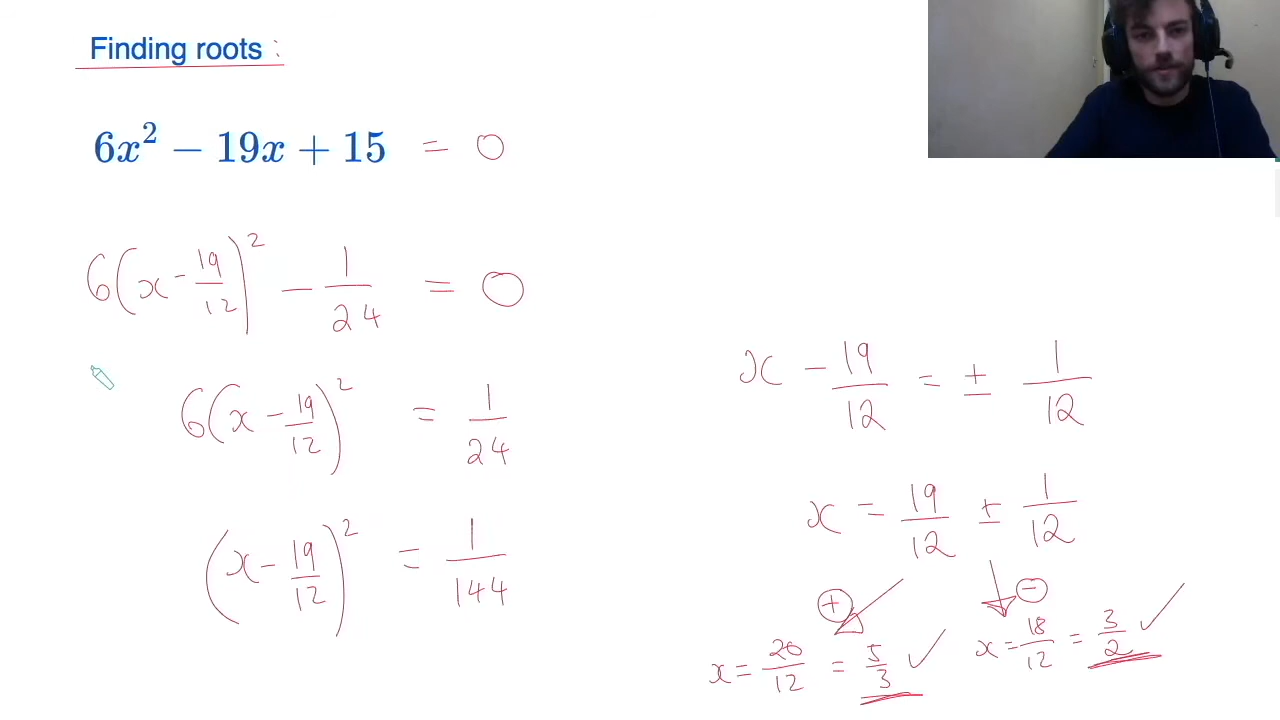 Finding roots :
6x² − 19x + 15 = 0
6(x − 19/12)² − 1/24 = 0
6(x − 19/12)² = 1/24
(x − 19/12)² = 1/144
x − 19/12 = ± 1/12
x = 19/12 ± 1/12
+ −
x = 20/12 = 5/3 ✓
x = 18/12 = 3/2 ✓